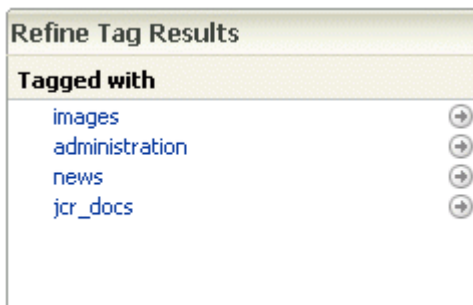 Refine Tag Results
Tagged with
images
administration
news
jcr_docs